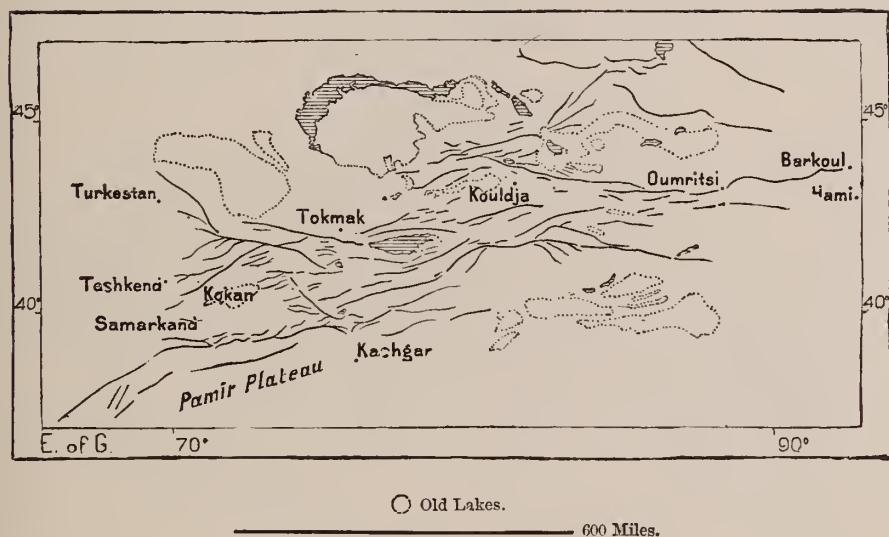 45°
45°
Barkoul.
Turkestan
Kouldja
Oumritsi
Hami.
Tokmak
Tashkend
Kokan
40°
40°
Samarkand
Kachgar
Pamir Plateau
E. of G.
70°
90°
Old Lakes.
600 Miles.